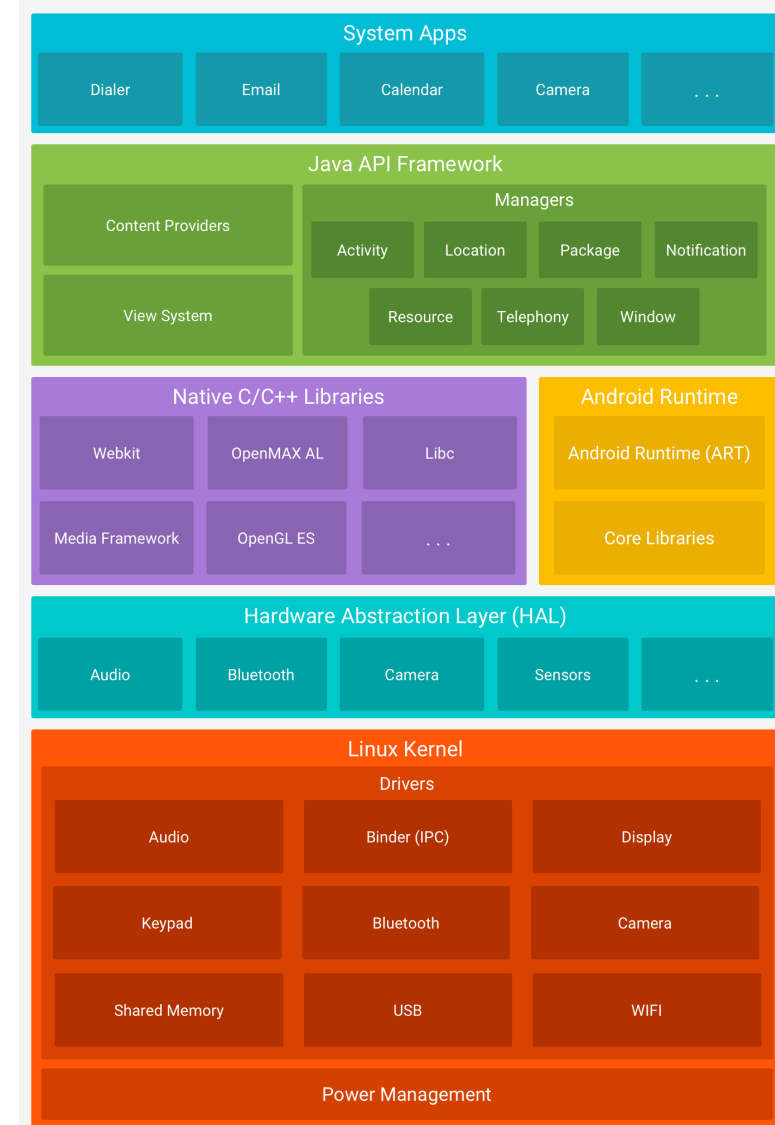 System Apps
Dialer
Email
Calendar
Camera
. . .
Java API Framework
Content Providers
View System
Managers
Activity
Location
Package
Notification
Resource
Telephony
Window
Native C/C++ Libraries
Webkit
OpenMAX AL
Libc
Media Framework
OpenGL ES
. . .
Android Runtime
Android Runtime (ART)
Core Libraries
Hardware Abstraction Layer (HAL)
Audio
Bluetooth
Camera
Sensors
. . .
Linux Kernel
Drivers
Audio
Binder (IPC)
Display
Keypad
Bluetooth
Camera
Shared Memory
USB
WIFI
Power Management